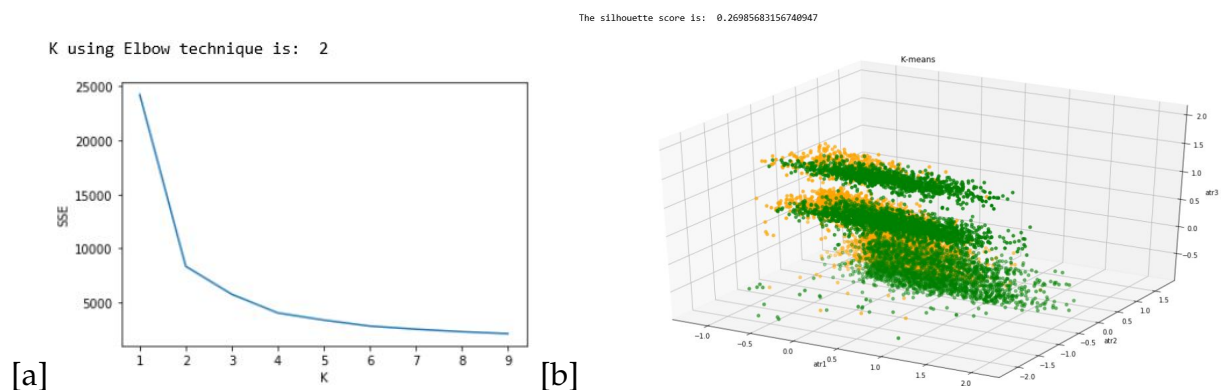 The silhouette score is:  0.26985683156740947
K using Elbow technique is:  2
25000
20000
15000
10000
5000
SSE
1 2 3 4 5 6 7 8 9
K
[a]
K-means
2.0
1.5
1.0
0.5
0.0
-0.5
atr3
-1.0 -0.5 0.0 0.5 1.0 1.5 2.0
atr1
-2.0 -1.5 -1.0 -0.5 0.0 0.5 1.0 1.5
atr2
[b]